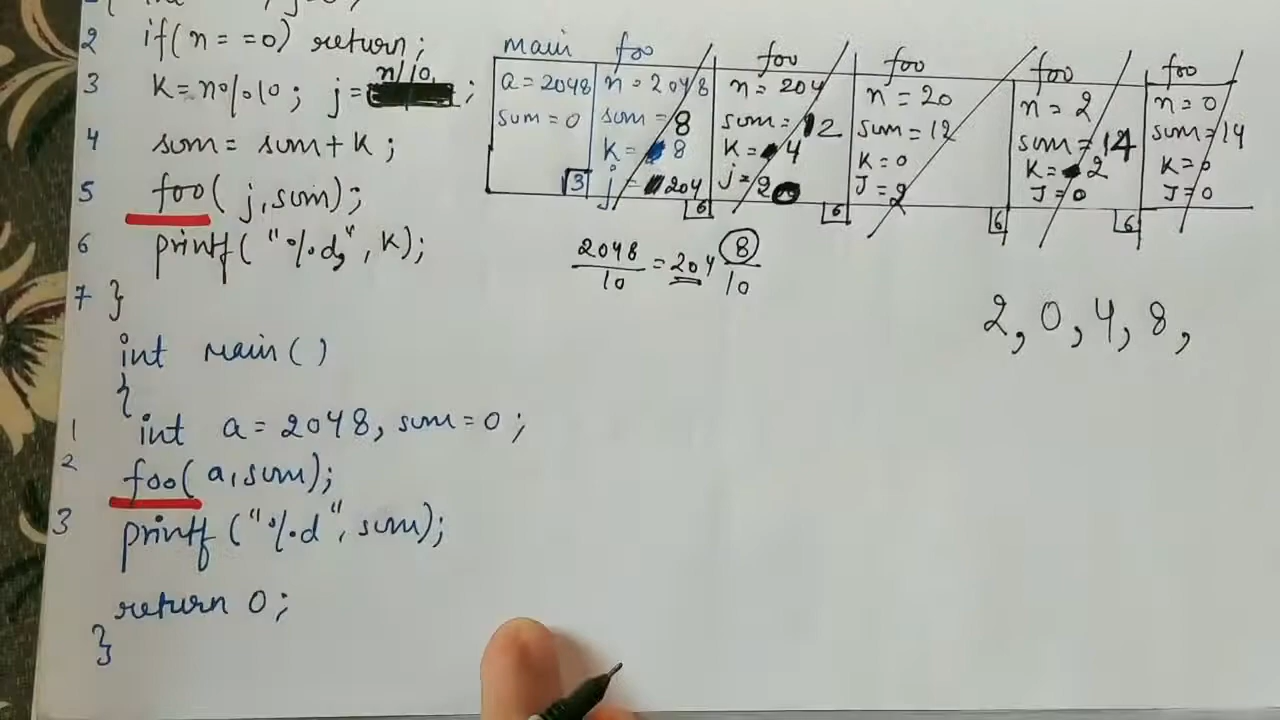 2 if(n==0) return;
3 K=n%10; j=n/10;
4 sum = sum+K;
5 foo( j,sum);
6 printf( "%d," , K);
7 }
int main()
{
1 int a = 2048, sum=0;
2 foo( a,sum);
3 printf ("%d", sum);
return 0;
}
main foo foo foo foo foo
a=2048 n=2048 n=204 n=20 n=2 n=0
sum=0 sum=8 sum=12 sum=12 sum=14 sum=14
K=8 K=4 K=0 K=2 K=0
3 j=204 j=20 J=2 J=0 J=0
6 6 6 6
2048/10 = 204 8/10
2, 0, 4, 8,